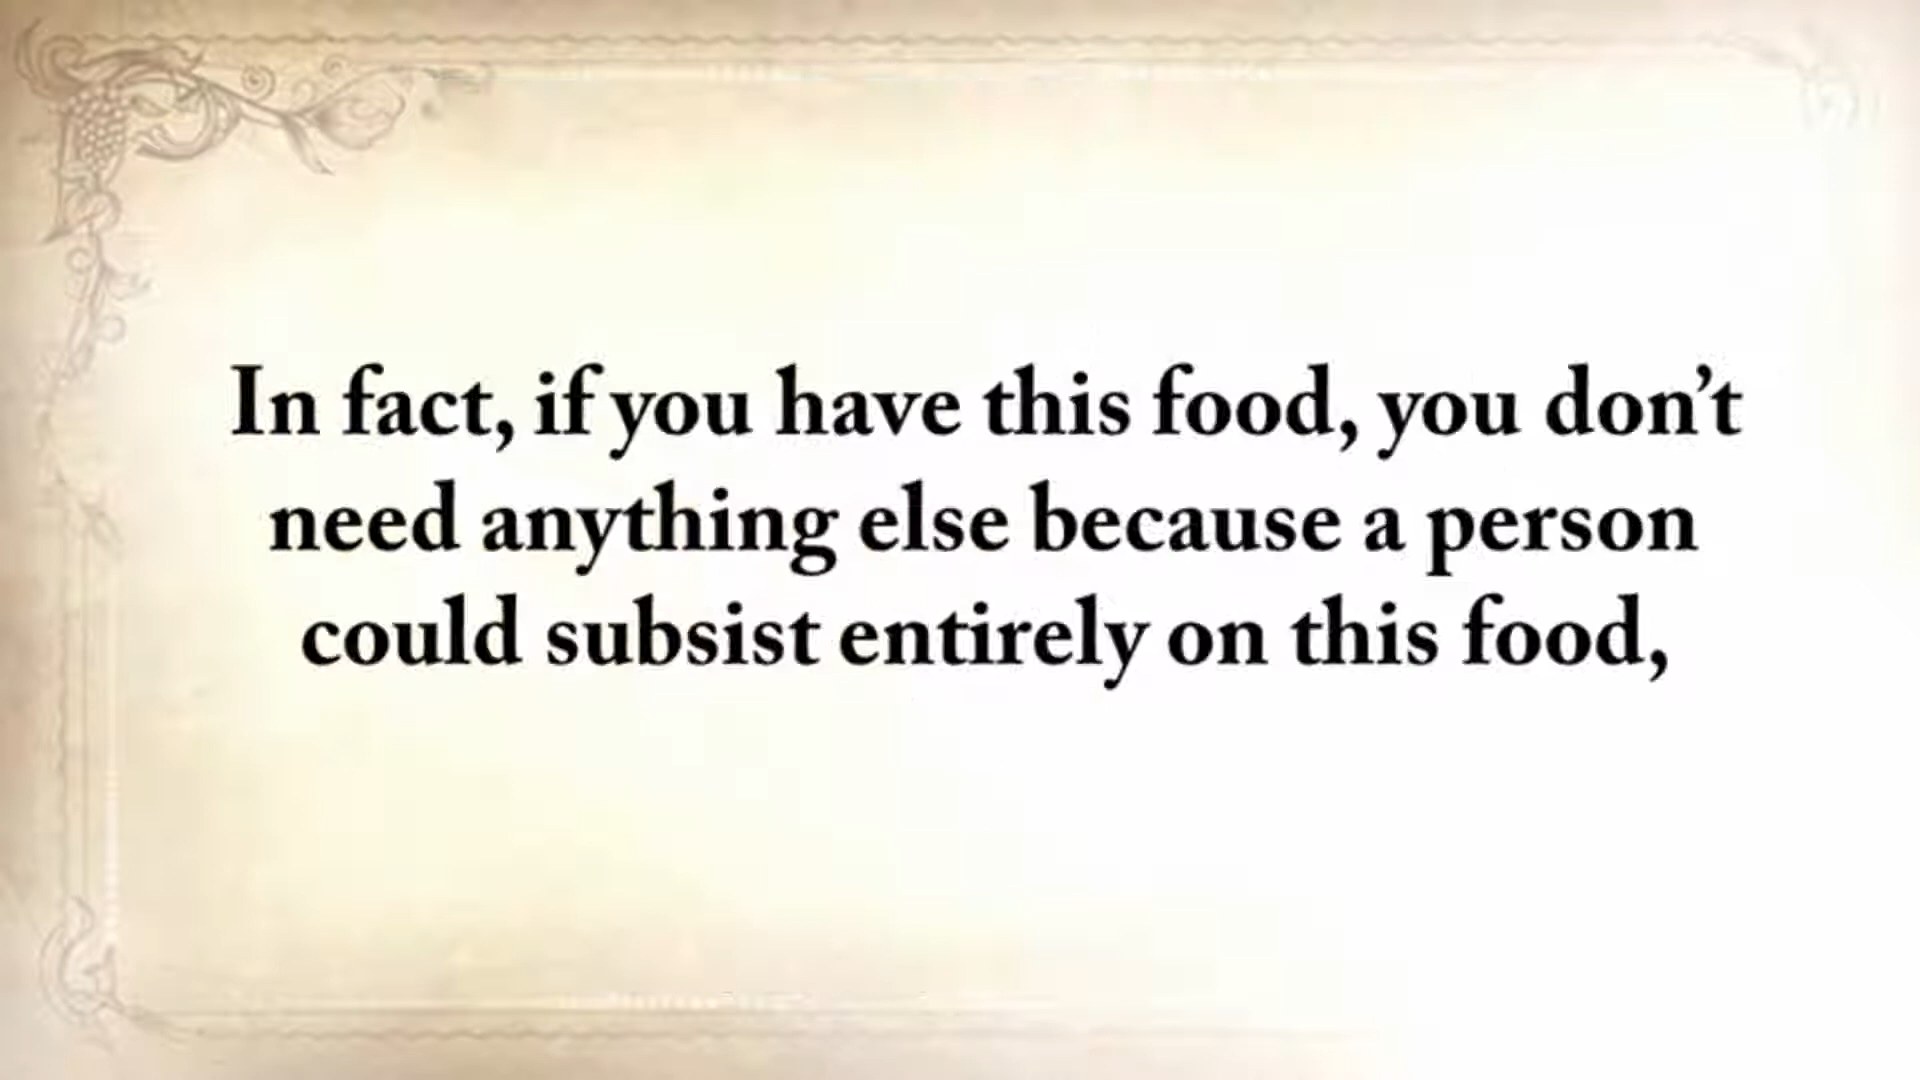 In fact, if you have this food, you don’t
need anything else because a person
could subsist entirely on this food,